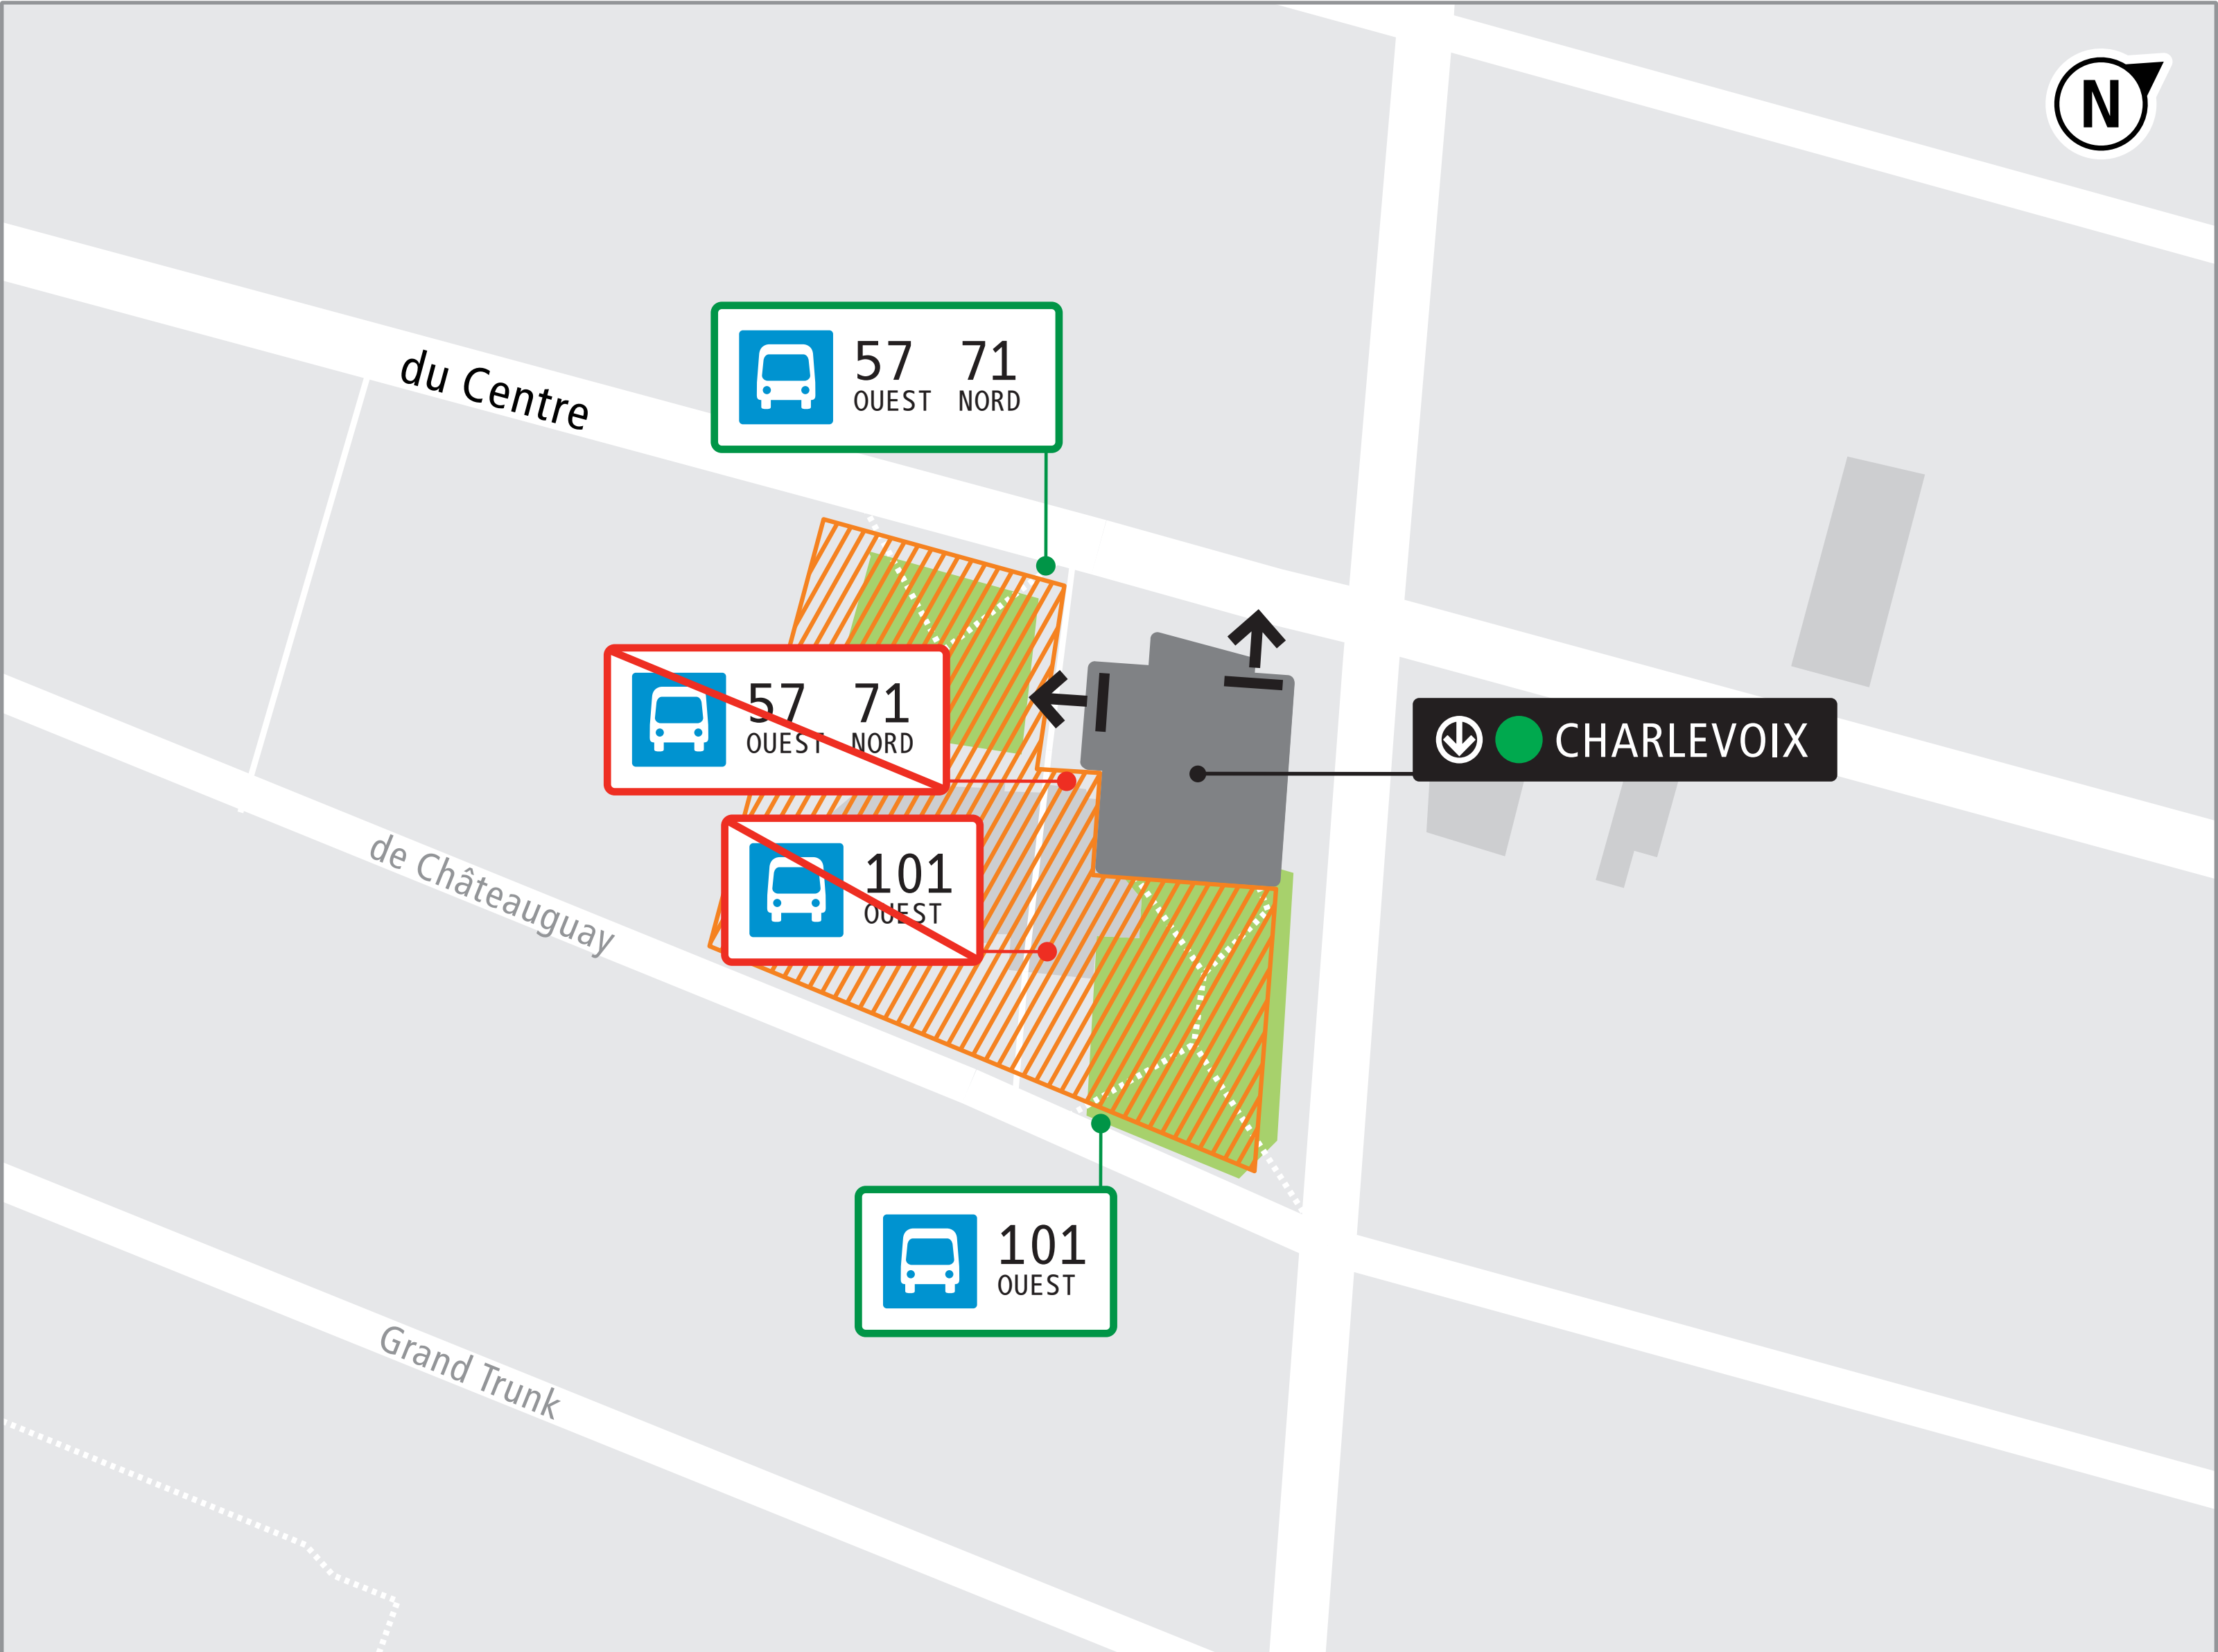 N
57 71
OUEST NORD
du Centre
57 71
OUEST NORD
CHARLEVOIX
101
OUEST
de Châteauguay
101
OUEST
Grand Trunk